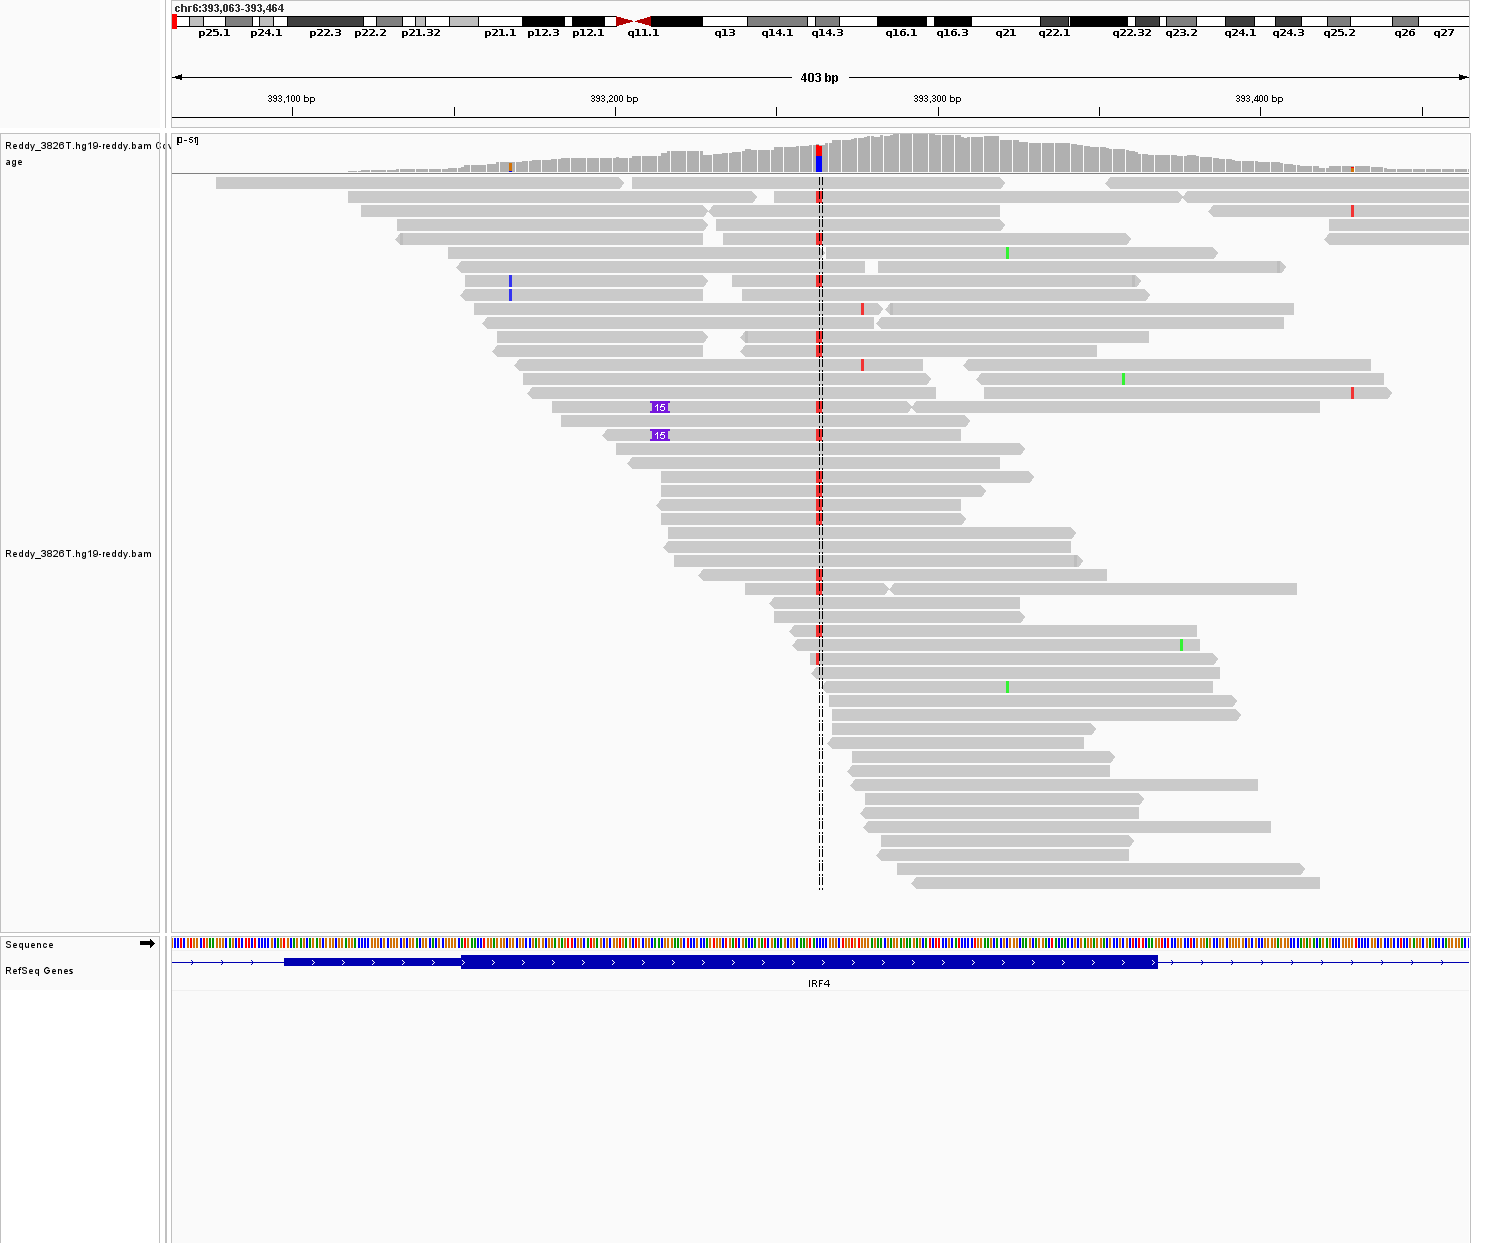 chr6:393,063-393,464
p25.1 p24.1 p22.3 p22.2 p21.32 p21.1 p12.3 p12.1 q11.1 q13 q14.1 q14.3 q16.1 q16.3 q21 q22.1 q22.32 q23.2 q24.1 q24.3 q25.2 q26 q27
403 bp
393,100 bp 393,200 bp 393,300 bp 393,400 bp
Reddy_3826T.hg19-reddy.bam Cov
age
[0-51]
15
15
Reddy_3826T.hg19-reddy.bam
Sequence
RefSeq Genes
IRF4